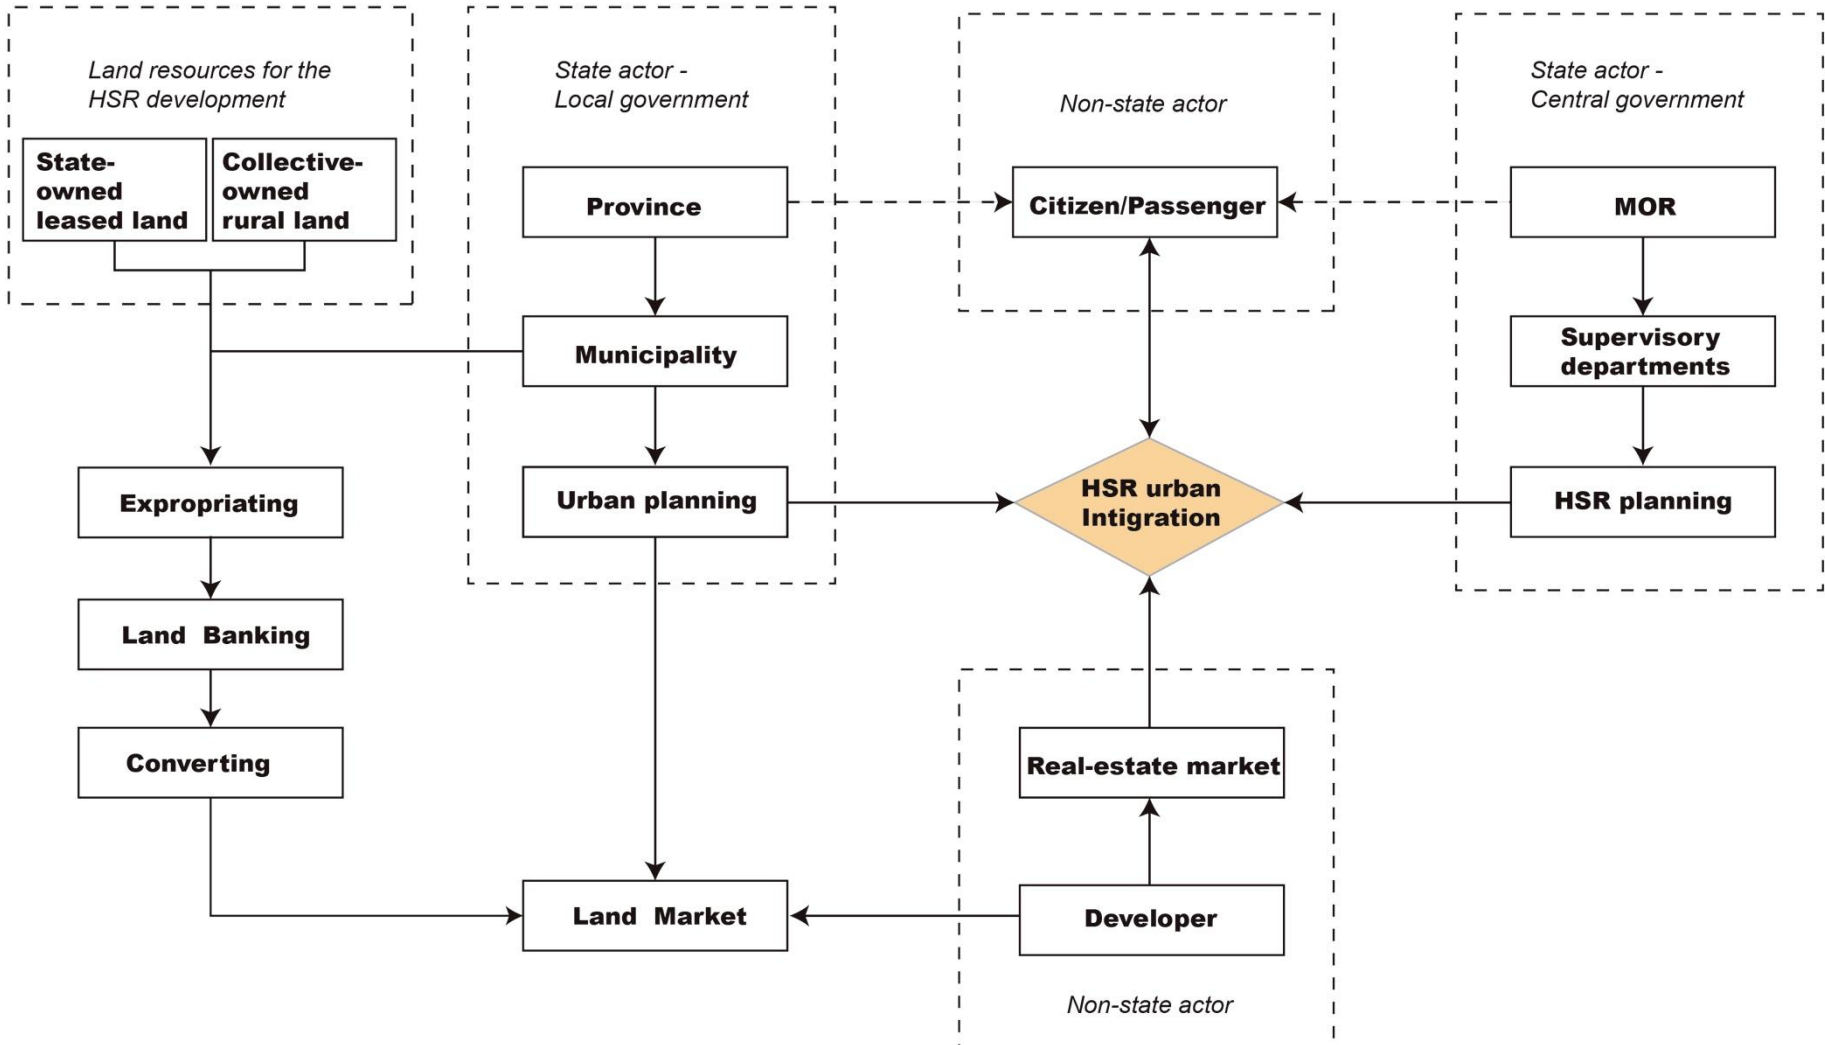 Land resources for the
HSR development
State-
owned
leased land
Collective-
owned
rural land
State actor -
Local government
Non-state actor
State actor -
Central government
Province
Citizen/Passenger
MOR
Municipality
Supervisory
departments
Expropriating
Urban planning
HSR urban
Intigration
HSR planning
Land Banking
Converting
Real-estate market
Land Market
Developer
Non-state actor